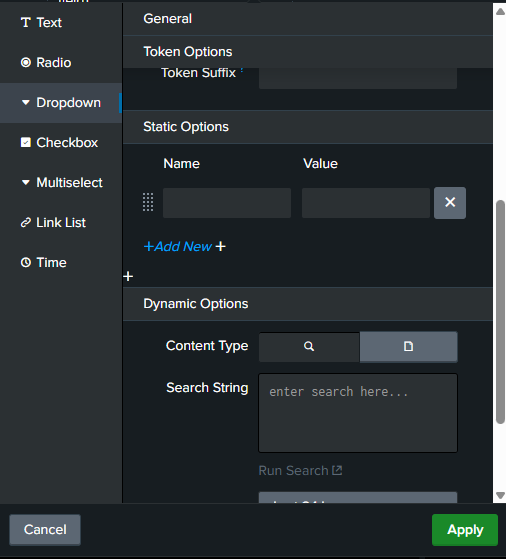 Text
Radio
Dropdown
Checkbox
Multiselect
Link List
Time
General
Token Options
Token Suffix ?
Static Options
Name Value
+Add New +
+
Dynamic Options
Content Type
Search String
enter search here...
Run Search
Cancel
Apply